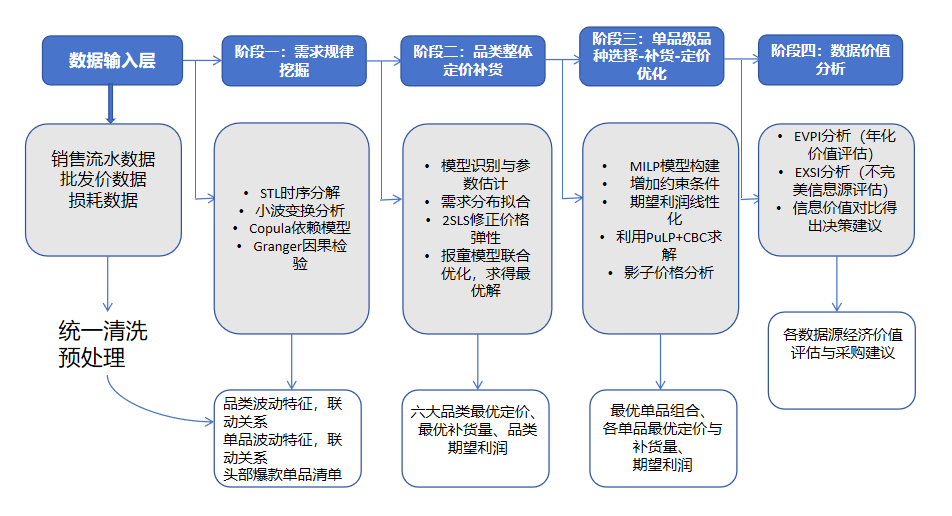 数据输入层
阶段一：需求规律
挖掘
阶段二：品类整体
定价补货
阶段三：单品级品
种选择-补货-定价
优化
阶段四：数据价值
分析
销售流水数据
批发价数据
损耗数据
• STL时序分解
• 小波变换分析
• Copula依赖模型
• Granger因果检
验
• 模型识别与参
数估计
• 需求分布拟合
• 2SLS修正价格
弹性
• 报童模型联合
优化，求得最
优解
• MILP模型构建
• 增加约束条件
• 期望利润线性
化
• 利用PuLP+CBC求
解
• 影子价格分析
• EVPI分析（年化
价值评估）
• EXSI分析（不完
美信息源评估）
• 信息价值对比得
出决策建议
统一清洗
预处理
品类波动特征，联
动关系
单品波动特征，联
动关系
头部爆款单品清单
六大品类最优定价、
最优补货量、品类
期望利润
最优单品组合、
各单品最优定价与
补货量、
期望利润
各数据源经济价值
评估与采购建议